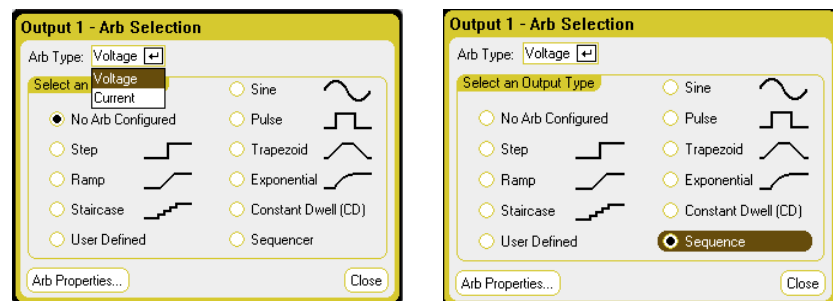 Output 1 - Arb Selection
Arb Type: Voltage
Voltage
Current
Select an
No Arb Configured
Step
Ramp
Staircase
User Defined
Sine
Pulse
Trapezoid
Exponential
Constant Dwell (CD)
Sequencer
Arb Properties...
Close
Output 1 - Arb Selection
Arb Type: Voltage
Select an Output Type
No Arb Configured
Step
Ramp
Staircase
User Defined
Sine
Pulse
Trapezoid
Exponential
Constant Dwell (CD)
Sequence
Arb Properties...
Close